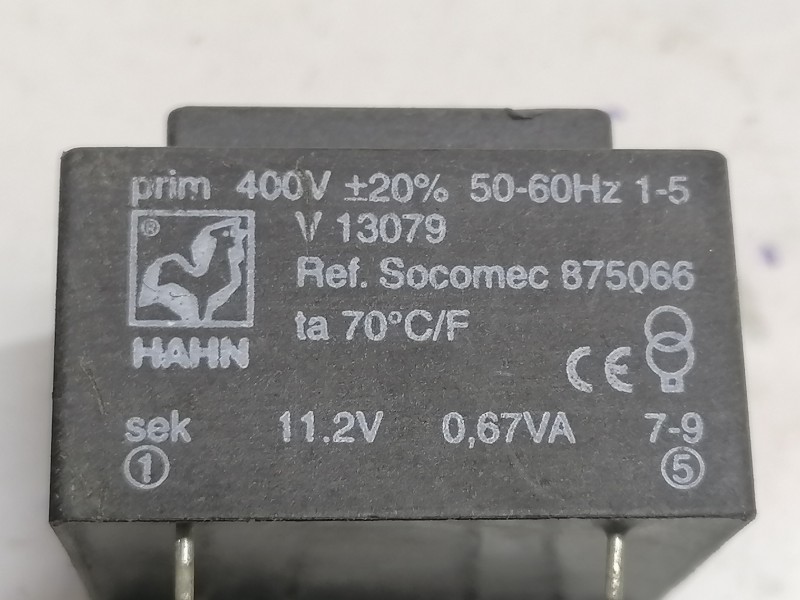 prim 400V ±20% 50-60Hz 1-5
®
V 13079
Ref. Socomec 875066
ta 70°C/F
HAHN
CE
sek 11.2V 0,67VA 7-9
1 5